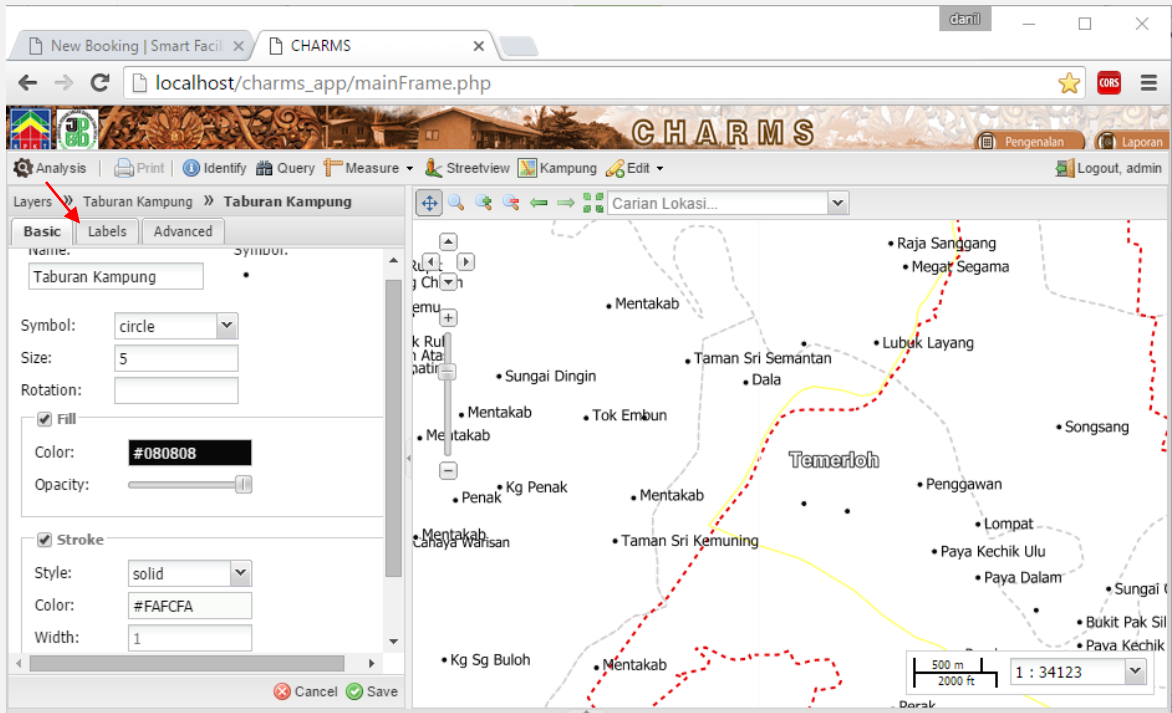 danil
New Booking | Smart Facil
CHARMS
localhost/charms_app/mainFrame.php
CORS
CHARMS
Pengenalan
Laporan
Analysis
Print
Identify
Query
Measure
Streetview
Kampung
Edit
Logout, admin
Layers » Taburan Kampung » Taburan Kampung
Carian Lokasi...
Basic
Labels
Advanced
Name:
Symbol:
Taburan Kampung
Symbol:
circle
Size:
5
Rotation:
Fill
Color:
#080808
Opacity:
Stroke
Style:
solid
Color:
#FAFCFA
Width:
1
Cancel
Save
Raja Sanggang
Megat Segama
Mentakab
Lubuk Layang
Taman Sri Semantan
Sungai Dingin
Dala
Mentakab
Tok Embun
Mentakab
Songsang
Temerloh
Kg Penak
Penak
Mentakab
Penggawan
Lompat
Mentakab
Cahaya Warisan
Taman Sri Kemuning
Paya Kechik Ulu
Paya Dalam
Sungai
Bukit Pak Sil
Paya Kechik
Kg Sg Buloh
Mentakab
500 m
2000 ft
1 : 34123
Perak